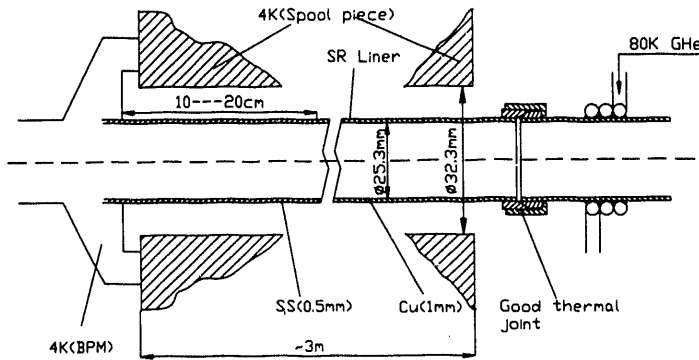 4K(Spool piece)
80K GHe
SR Liner
10---20cm
ø25.3mm
ø32.3mm
S,S(0.5mm)
Cu(1mm)
Good thermal
joint
4K(BPM)
~3m